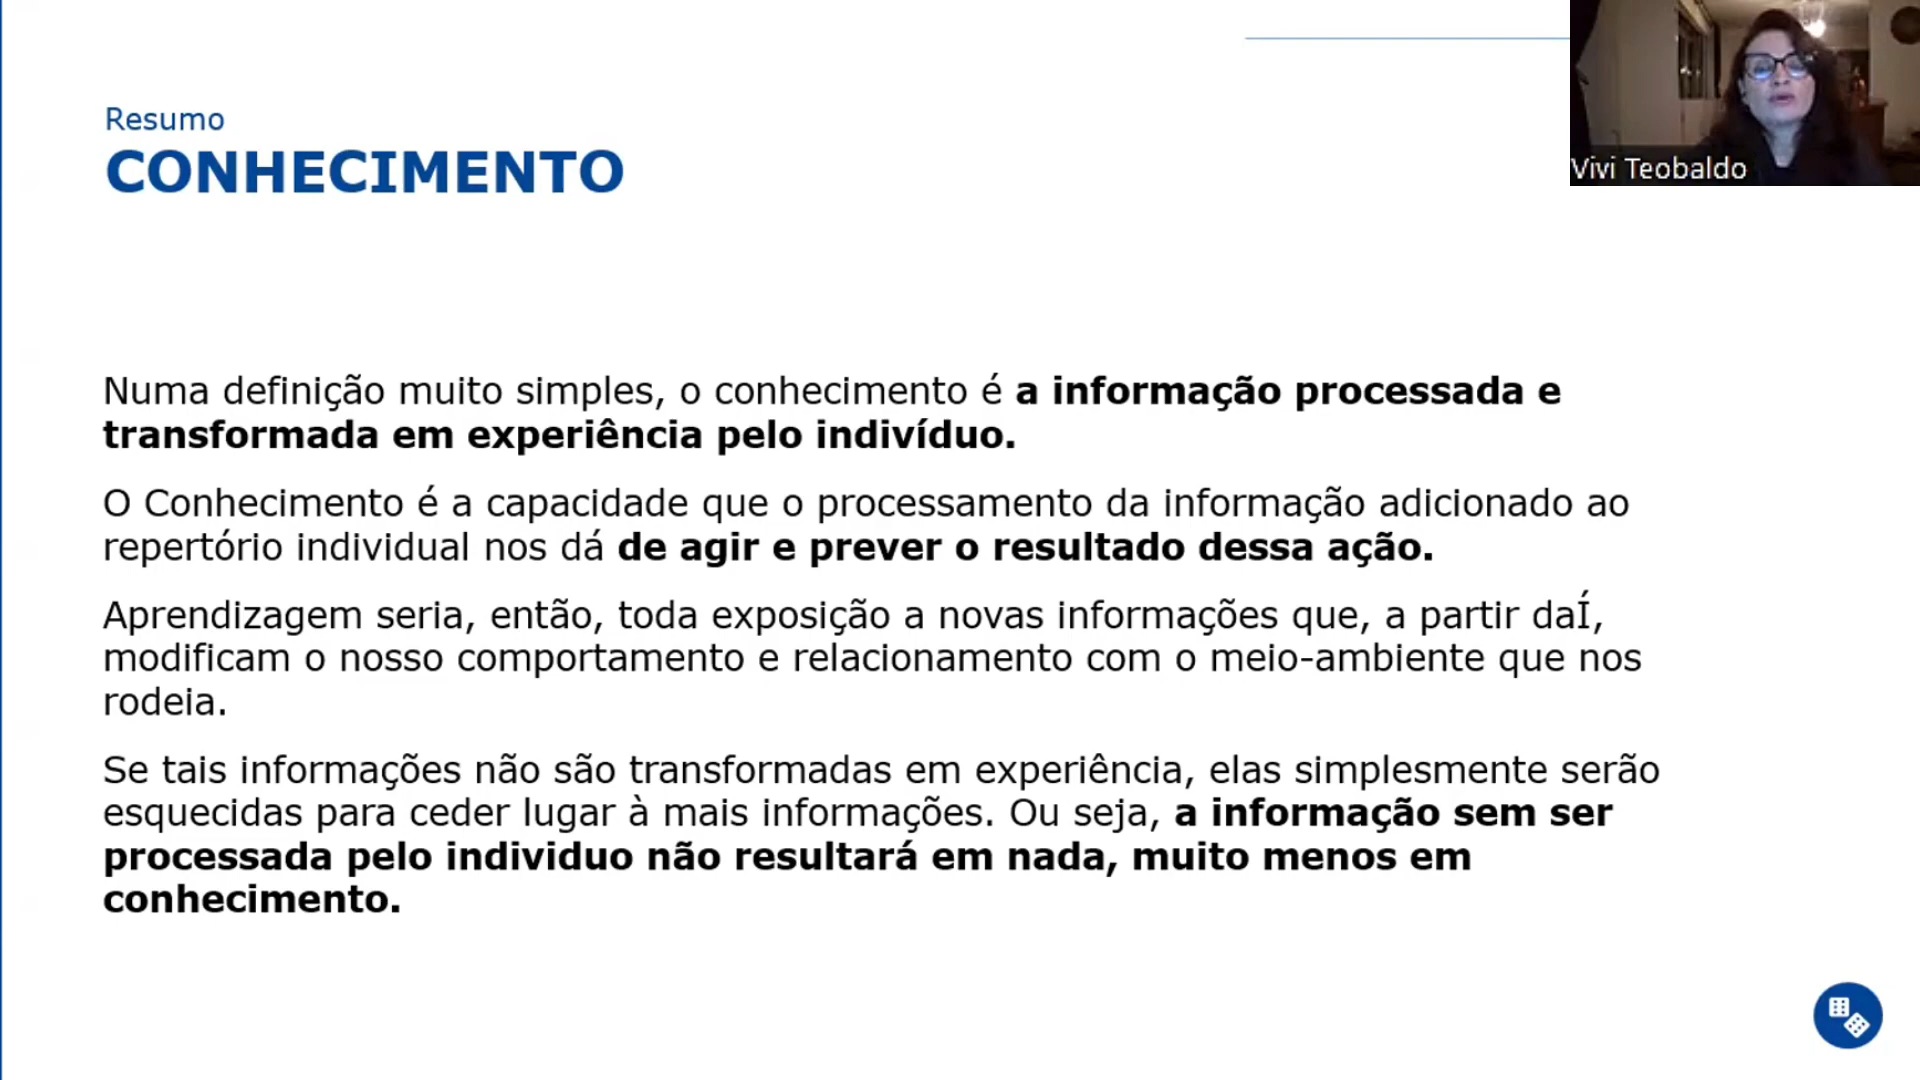 Resumo
CONHECIMENTO
Vivi Teobaldo
Numa definição muito simples, o conhecimento é a informação processada e
transformada em experiência pelo indivíduo.
O Conhecimento é a capacidade que o processamento da informação adicionado ao
repertório individual nos dá de agir e prever o resultado dessa ação.
Aprendizagem seria, então, toda exposição a novas informações que, a partir daÍ,
modificam o nosso comportamento e relacionamento com o meio-ambiente que nos
rodeia.
Se tais informações não são transformadas em experiência, elas simplesmente serão
esquecidas para ceder lugar à mais informações. Ou seja, a informação sem ser
processada pelo individuo não resultará em nada, muito menos em
conhecimento.